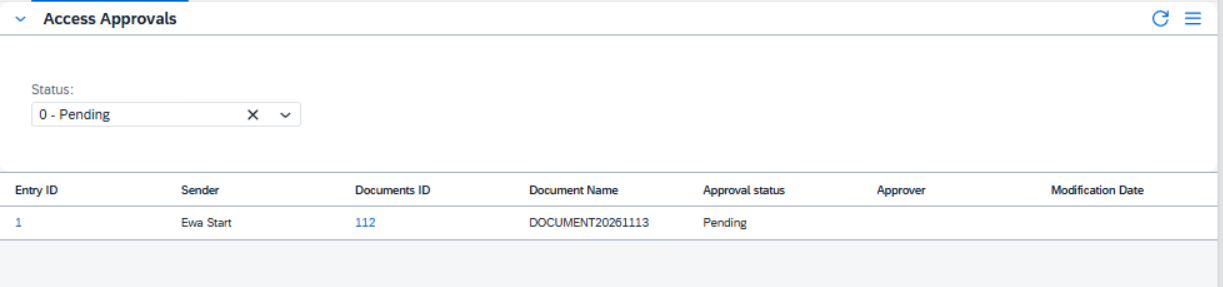 Access Approvals
Status:
0 - Pending
Entry ID Sender Documents ID Document Name Approval status Approver Modification Date
1 Ewa Start 112 DOCUMENT20261113 Pending